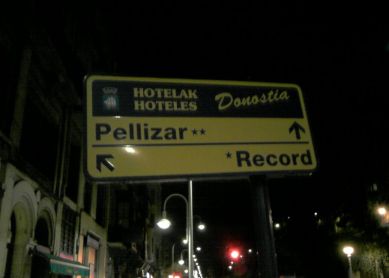 HOTELAK
HOTELES
Donostia
Pellizar **
* Record